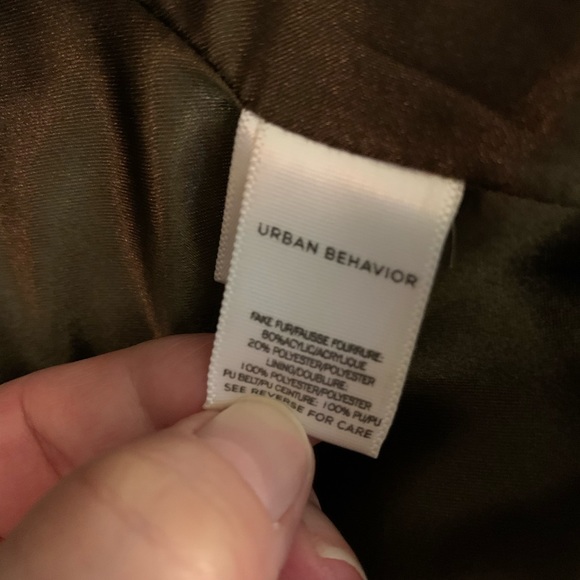 URBAN BEHAVIOR
FAKE FUR/FAUSSE FOURRURE:
80%ACYLIC/ACRYLIQUE
20% POLYESTER/POLYESTER
LINING/DOUBLURE:
100% POLYESTER/POLYESTER
PU BELT/PU CEINTURE: 100% PU/PU
SEE REVERSE FOR CARE